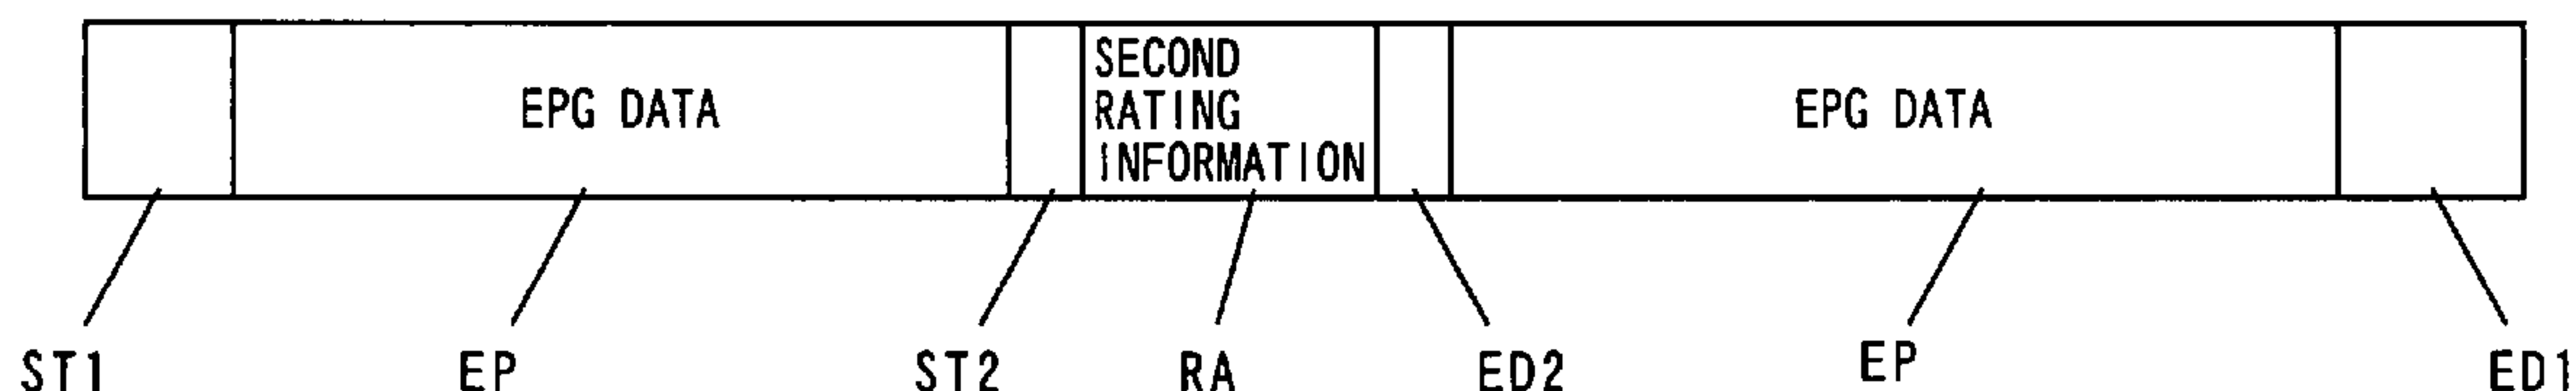 EPG DATA
SECOND
RATING
INFORMATION
EPG DATA
ST1 EP ST2 RA ED2 EP ED1